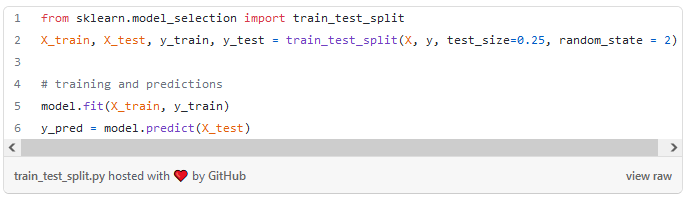 1 from sklearn.model_selection import train_test_split
2 X_train, X_test, y_train, y_test = train_test_split(X, y, test_size=0.25, random_state = 2)
3
4 # training and predictions
5 model.fit(X_train, y_train)
6 y_pred = model.predict(X_test)
train_test_split.py hosted with ❤ by GitHub view raw